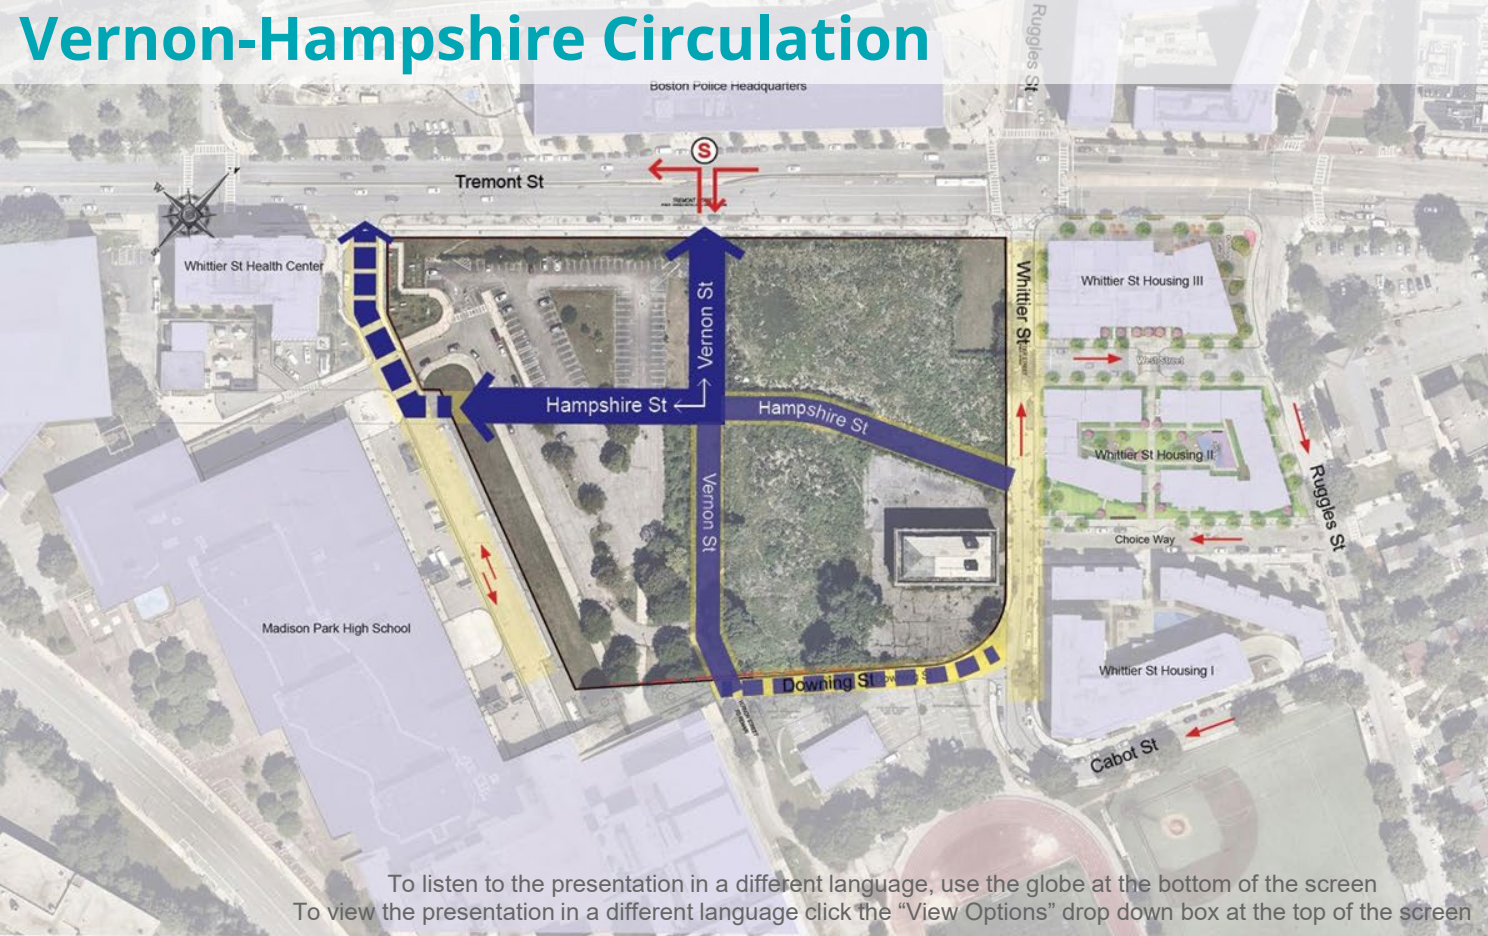 Vernon-Hampshire Circulation
Ruggles St
Boston Police Headquarters
S
Tremont St
W
Whittier St Health Center
Vernon St
Whittier St
Whittier St Housing III
West Street
Hampshire St
Hampshire St
Whittier St Housing II
Vernon St
Ruggles St
Choice Way
Madison Park High School
Whittier St Housing I
Downing St
Cabot St
To listen to the presentation in a different language, use the globe at the bottom of the screen
To view the presentation in a different language click the “View Options” drop down box at the top of the screen